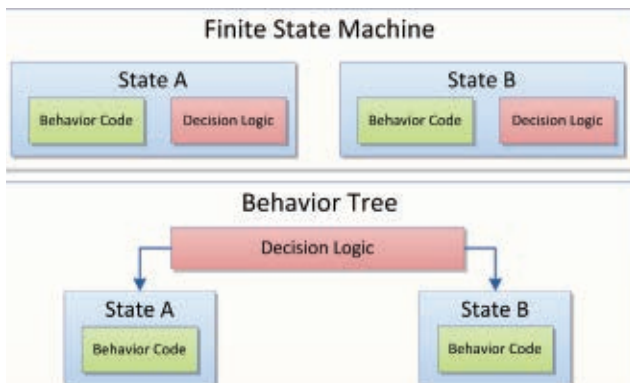 Finite State Machine
State A
State B
Behavior Code
Decision Logic
Behavior Code
Decision Logic
Behavior Tree
Decision Logic
State A
State B
Behavior Code
Behavior Code